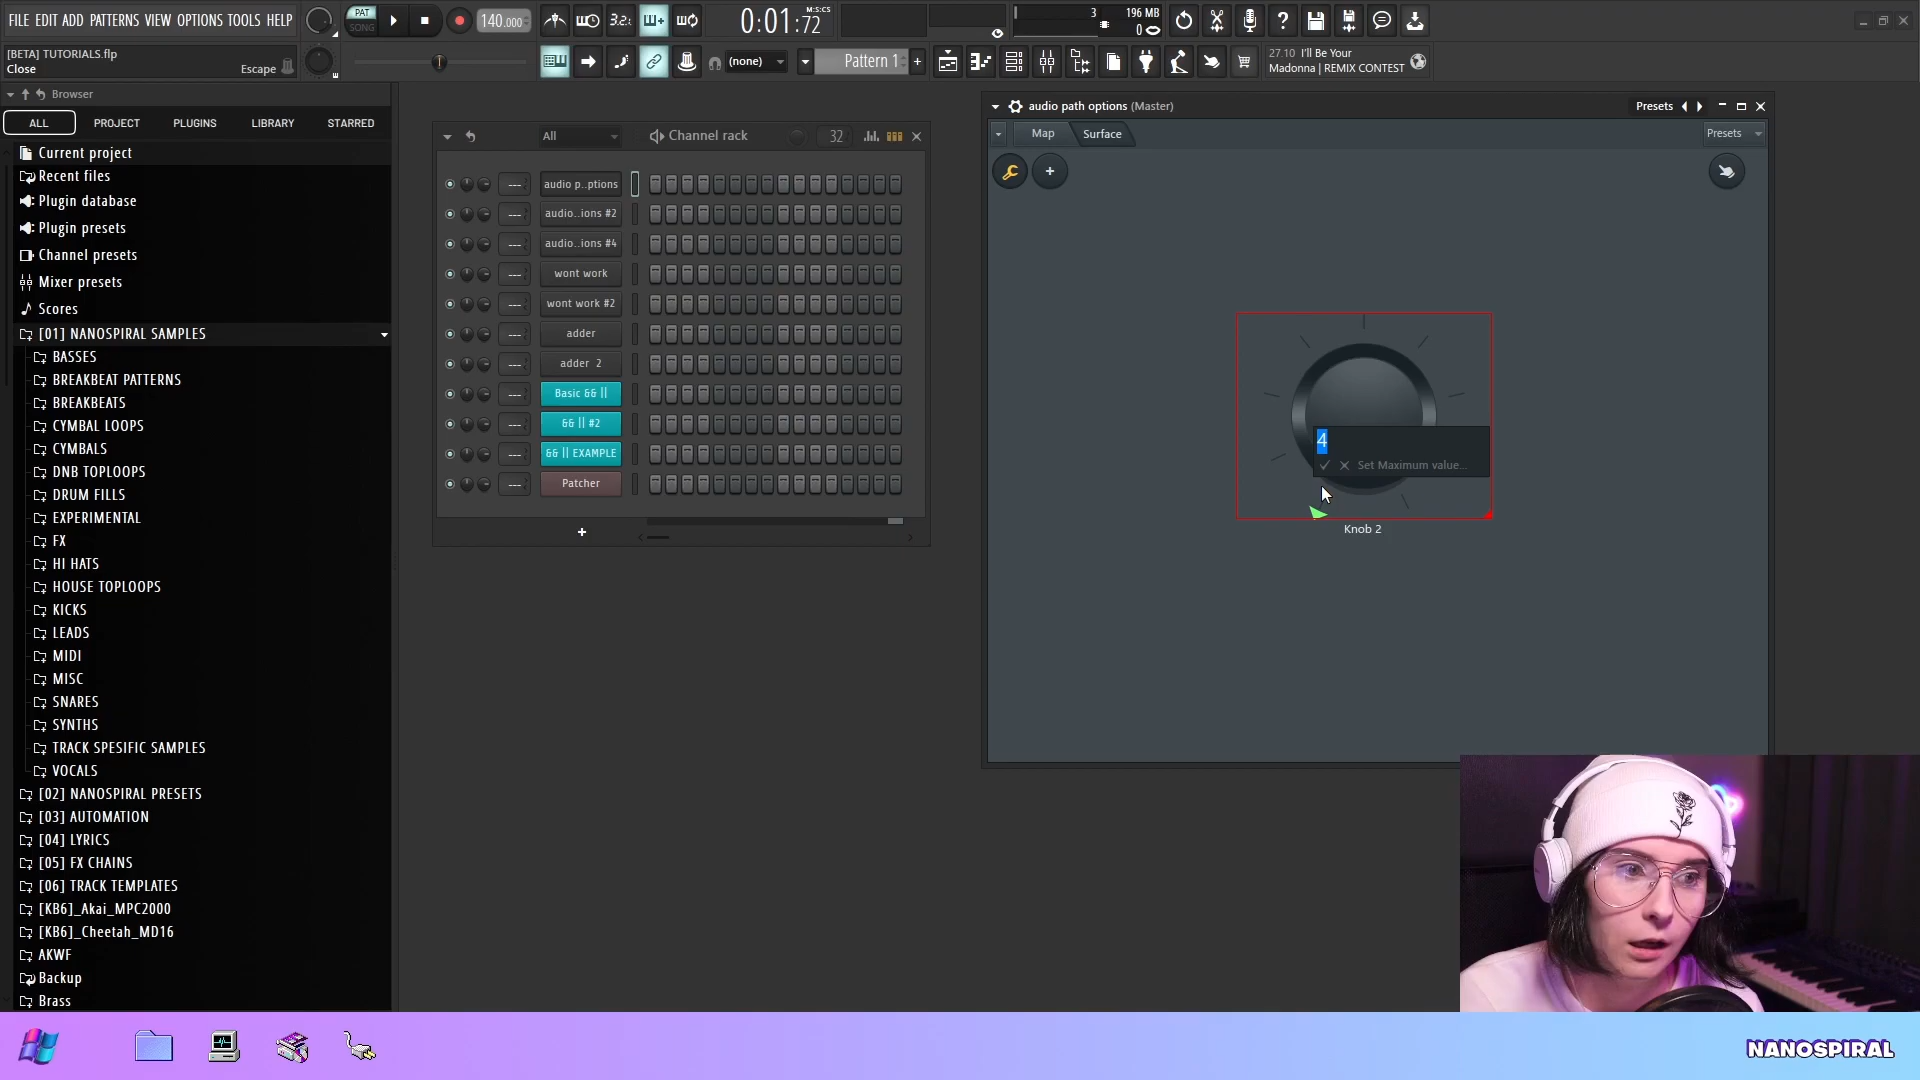 FILE EDIT ADD PATTERNS VIEW OPTIONS TOOLS HELP
PAT
SONG
140.000
3.2.
0:01:72
M:S:CS
3
196 MB
0
[BETA] TUTORIALS.flp
Close
Escape
(none)
Pattern 1
27.10 I'll Be Your
Madonna | REMIX CONTEST
Browser
ALL
PROJECT
PLUGINS
LIBRARY
STARRED
Current project
Recent files
Plugin database
Plugin presets
Channel presets
Mixer presets
Scores
[01] NANOSPIRAL SAMPLES
BASSES
BREAKBEAT PATTERNS
BREAKBEATS
CYMBAL LOOPS
CYMBALS
DNB TOPLOOPS
DRUM FILLS
EXPERIMENTAL
FX
HI HATS
HOUSE TOPLOOPS
KICKS
LEADS
MIDI
MISC
SNARES
SYNTHS
TRACK SPESIFIC SAMPLES
VOCALS
[02] NANOSPIRAL PRESETS
[03] AUTOMATION
[04] LYRICS
[05] FX CHAINS
[06] TRACK TEMPLATES
[KB6]_Akai_MPC2000
[KB6]_Cheetah_MD16
AKWF
Backup
Brass
All
Channel rack
32
--- audio p..ptions
--- audio..ions #2
--- audio..ions #4
--- wont work
--- wont work #2
--- adder
--- adder 2
--- Basic && ||
--- && || #2
--- && || EXAMPLE
--- Patcher
+
audio path options (Master)
Presets
Map
Surface
Presets
4
Set Maximum value...
Knob 2
NANOSPIRAL